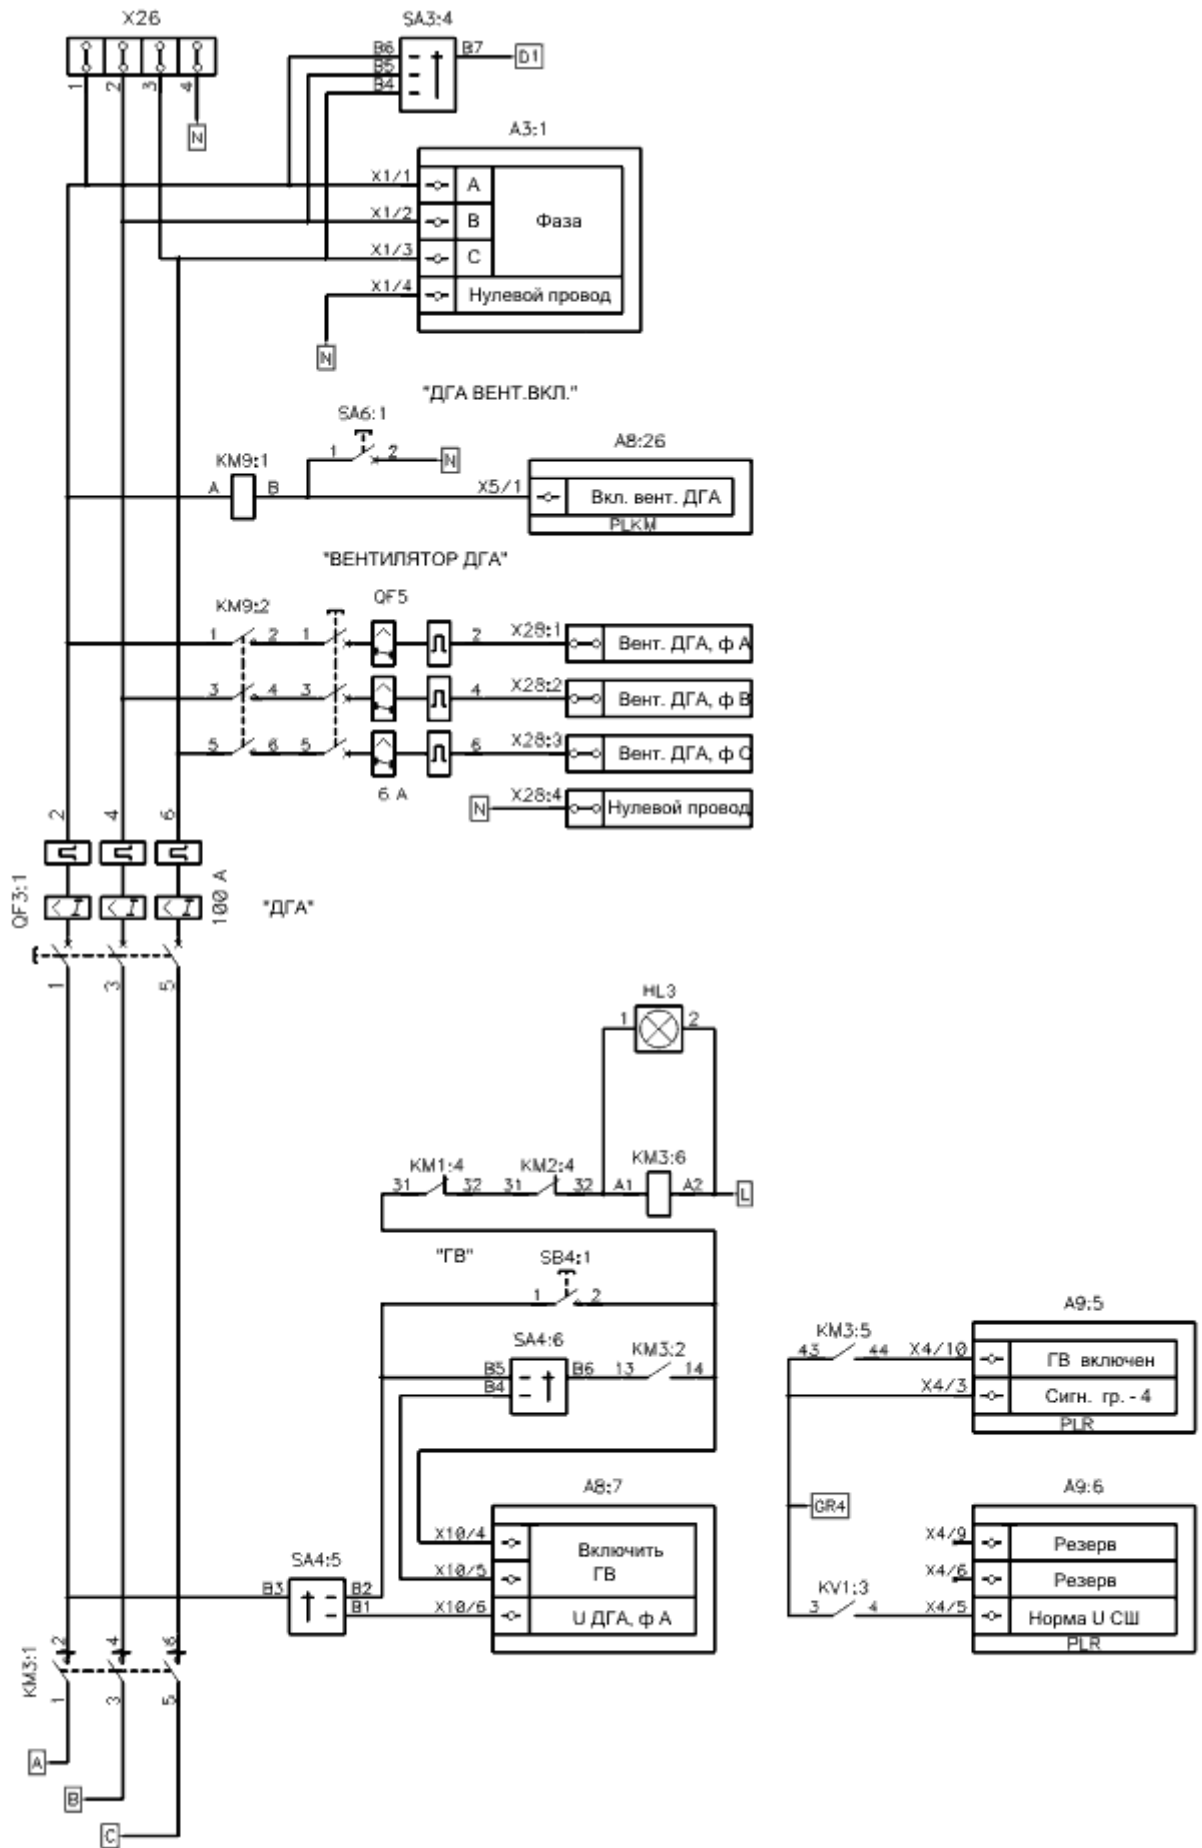 X26
SA3:4
B6
B5
B4
B7
D1
1
2
3
4
N
A3:1
X1/1
A
X1/2
B
Фаза
X1/3
C
X1/4
Нулевой провод
N
"ДГА ВЕНТ.ВКЛ."
SA6:1
1
2
N
A8:26
KM9:1
A
B
X5/1
Вкл. вент. ДГА
PLKM
"ВЕНТИЛЯТОР ДГА"
KM9:2
QF5
1
2
1
2
X28:1
Вент. ДГА, ф А
3
4
3
4
X28:2
Вент. ДГА, ф В
5
6
5
6
X28:3
Вент. ДГА, ф С
6 А
N
X28:4
Нулевой провод
2
4
6
QF3:1
100 А
"ДГА"
1
3
5
HL3
1
2
KM1:4
KM2:4
KM3:6
31
32
31
32
A1
A2
L
"ГВ"
SB4:1
1
2
SA4:6
KM3:2
B5
B4
B6
13
14
A9:5
KM3:5
43
44
X4/10
ГВ включен
X4/3
Сигн. гр. - 4
PLR
A8:7
X10/4
Включить
ГВ
X10/5
X10/6
U ДГА, ф А
GR4
A9:6
X4/9
Резерв
X4/6
Резерв
KV1:3
3
4
X4/5
Норма U СШ
PLR
SA4:5
B3
B2
B1
KM3:1
2
4
6
1
3
5
A
B
C